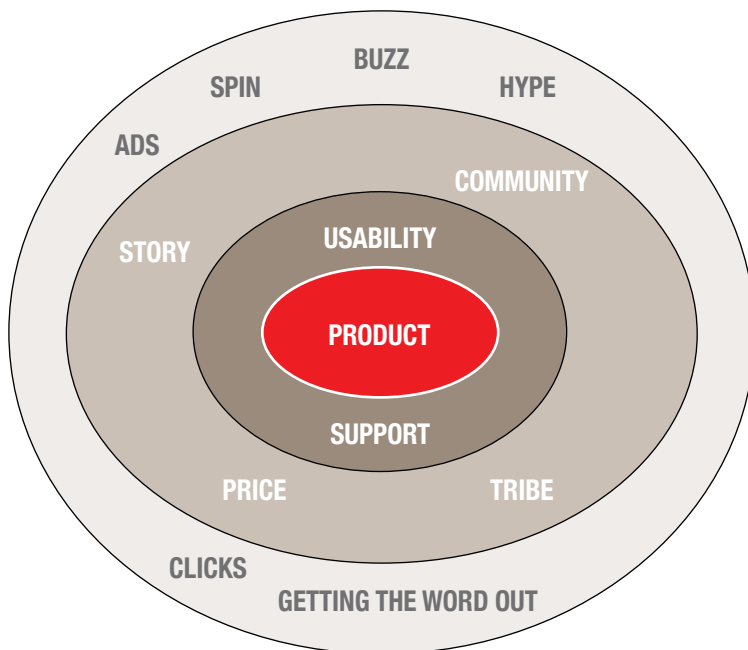 BUZZ
SPIN
HYPE
ADS
COMMUNITY
STORY
USABILITY
PRODUCT
SUPPORT
PRICE
TRIBE
CLICKS
GETTING THE WORD OUT